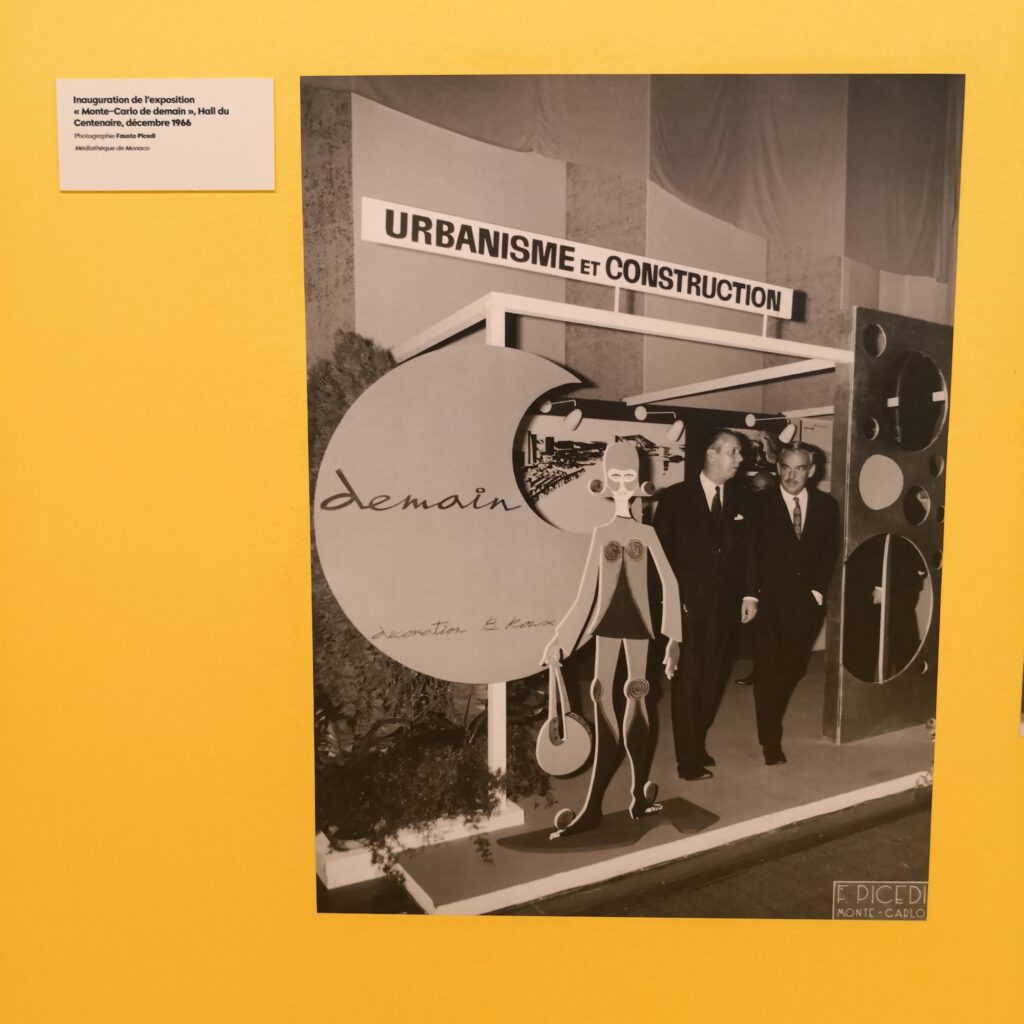 Inauguration de l'exposition
« Monte-Carlo de demain », Hall du
Centenaire, décembre 1966
Photographie Fausto Picedi
Médiathèque de Monaco
URBANISME ET CONSTRUCTION
demain
decoration B. Roux
F. PICEDI
MONTE-CARLO